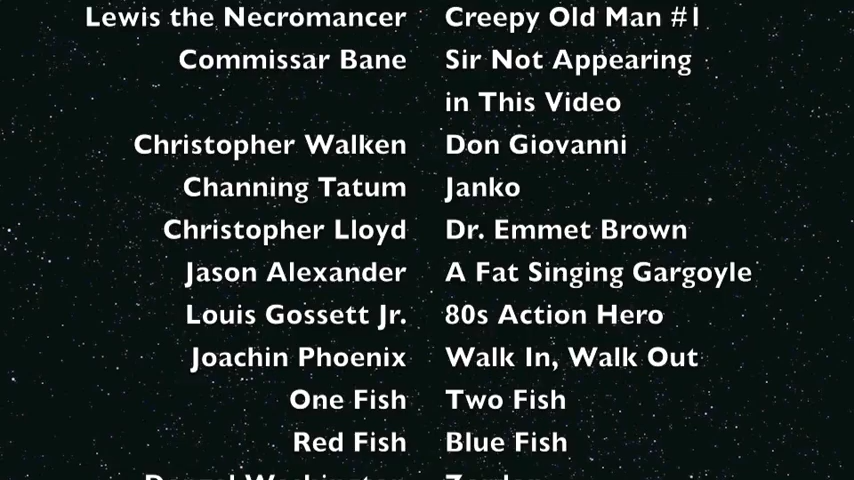 Lewis the Necromancer Creepy Old Man #1
Commissar Bane Sir Not Appearing
in This Video
Christopher Walken Don Giovanni
Channing Tatum Janko
Christopher Lloyd Dr. Emmet Brown
Jason Alexander A Fat Singing Gargoyle
Louis Gossett Jr. 80s Action Hero
Joachin Phoenix Walk In, Walk Out
One Fish Two Fish
Red Fish Blue Fish